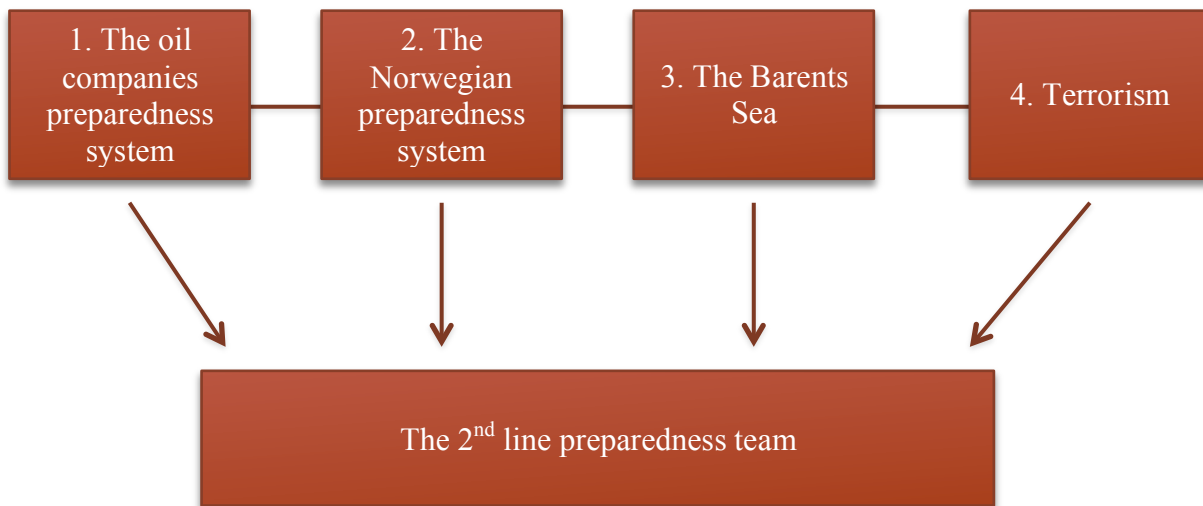 1. The oil
companies
preparedness
system
2. The
Norwegian
preparedness
system
3. The Barents
Sea
4. Terrorism
The 2nd line preparedness team